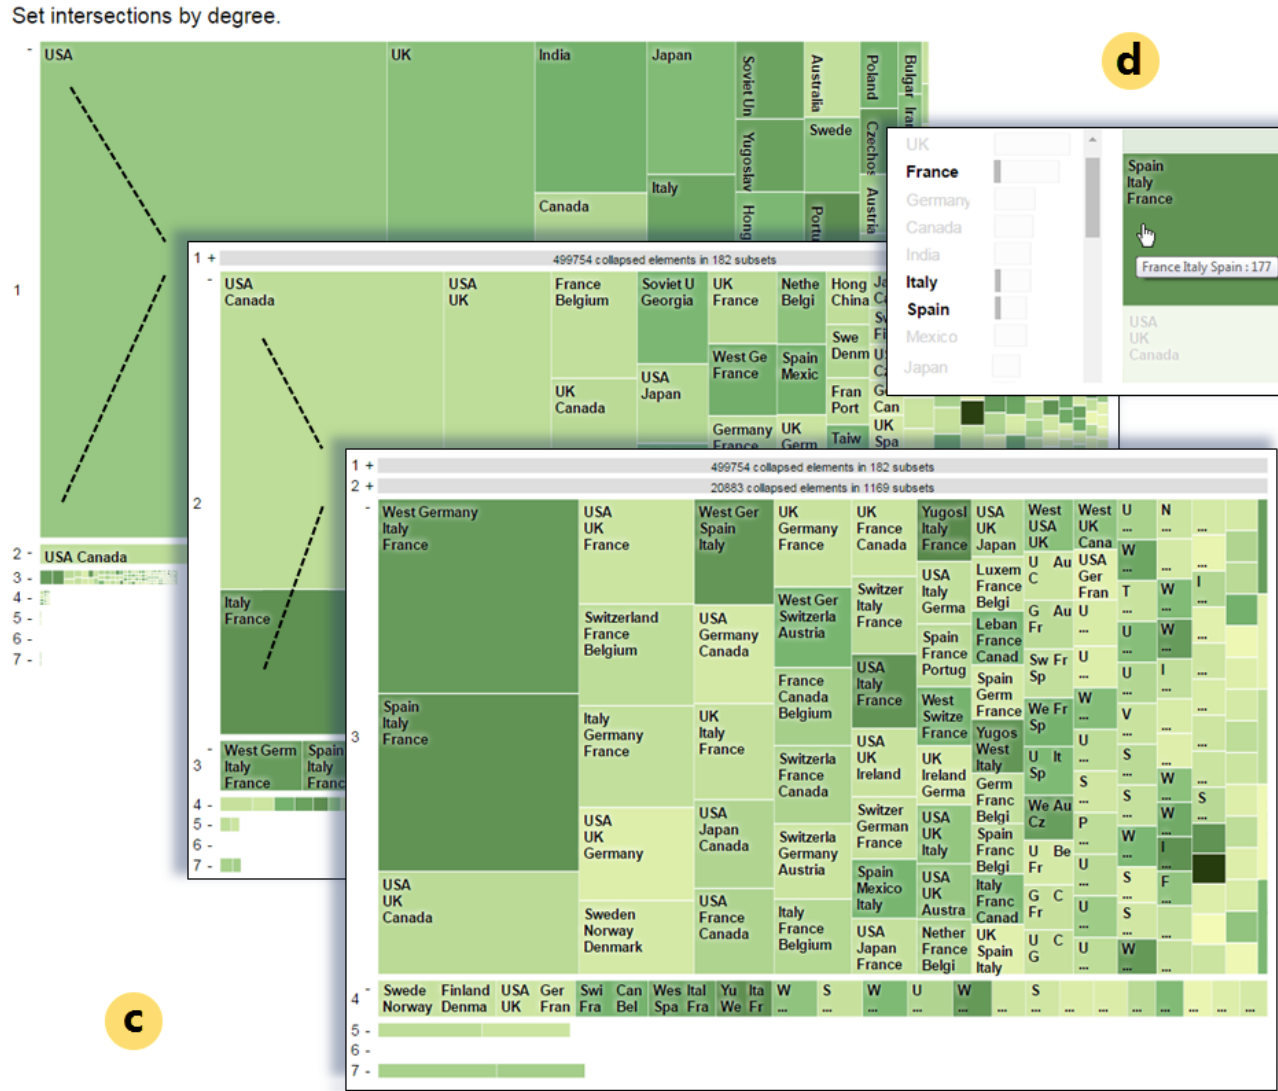 Set intersections by degree.
d
-
USA
UK
India
Japan
Soviet Un
Australia
Poland
Bulgar
Iran
Yugoslav
Swede
Czechos
Italy
Canada
Hong
Portu
Austria
1
2 -
USA Canada
3 -
4 -
5 -
6 -
7 -
UK
France
Germany
Canada
India
Italy
Spain
Mexico
Japan
Spain
Italy
France
France Italy Spain : 177
USA
UK
Canada
1 +
499754 collapsed elements in 182 subsets
-
USA
Canada
USA
UK
France
Belgium
Soviet U
Georgia
UK
France
Nethe
Belgi
Hong
China
Swe
Denm
West Ge
France
Spain
Mexic
USA
Japan
UK
Canada
Fran
Port
Germany
France
UK
Germ
Taiw
UK
Spa
2
Italy
France
-
3
West Germ
Italy
France
Spain
Italy
Franc
4 -
5 -
6 -
7 -
1 +
499754 collapsed elements in 182 subsets
2 +
20883 collapsed elements in 1169 subsets
-
3
West Germany
Italy
France
Spain
Italy
France
USA
UK
Canada
USA
UK
France
Switzerland
France
Belgium
Italy
Germany
France
USA
UK
Germany
Sweden
Norway
Denmark
West Ger
Spain
Italy
USA
Germany
Canada
UK
Italy
France
USA
Japan
Canada
USA
France
Canada
UK
Germany
France
West Ger
Switzerla
Austria
France
Canada
Belgium
Switzerla
France
Canada
Switzerla
Germany
Austria
Italy
France
Belgium
UK
France
Canada
Switzer
Italy
France
USA
Italy
France
USA
UK
Ireland
Switzer
German
France
Spain
Mexico
Italy
USA
Japan
France
Yugosl
Italy
France
USA
Italy
Germa
Spain
France
Portug
West
Switze
France
UK
Ireland
Germa
USA
UK
Italy
USA
UK
Austra
Nether
France
Belgi
USA
UK
Japan
Luxem
France
Belgi
Leban
France
Canad
Spain
Germ
France
Yugos
West
Italy
Germ
Franc
Belgi
Spain
Franc
Belgi
Italy
Franc
Canad
UK
Spain
Italy
West
USA
UK
U Au
C
G Au
Fr
Sw Fr
Sp
We Fr
Sp
U It
Sp
We Au
Cz
U Be
Fr
G C
Fr
U C
G
West
UK
Cana
USA
Ger
Fran
U
...
U
...
W
...
U
...
S
...
P
...
U
...
U
...
U
...
U
...
W
...
T
...
U
...
U
...
V
...
S
...
S
...
W
...
S
...
S
...
W
...
N
...
W
...
W
...
I
...
W
...
W
...
I
...
F
...
I
...
S
...
-
4
Swede
Norway
Finland
Denma
USA
UK
Ger
Fran
Swi
Fra
Can
Bel
Wes
Spa
Ital
Fra
Yu
We
Ita
Fr
W
...
S
...
W
...
U
...
W
...
S
...
5 -
6 -
7 -
c